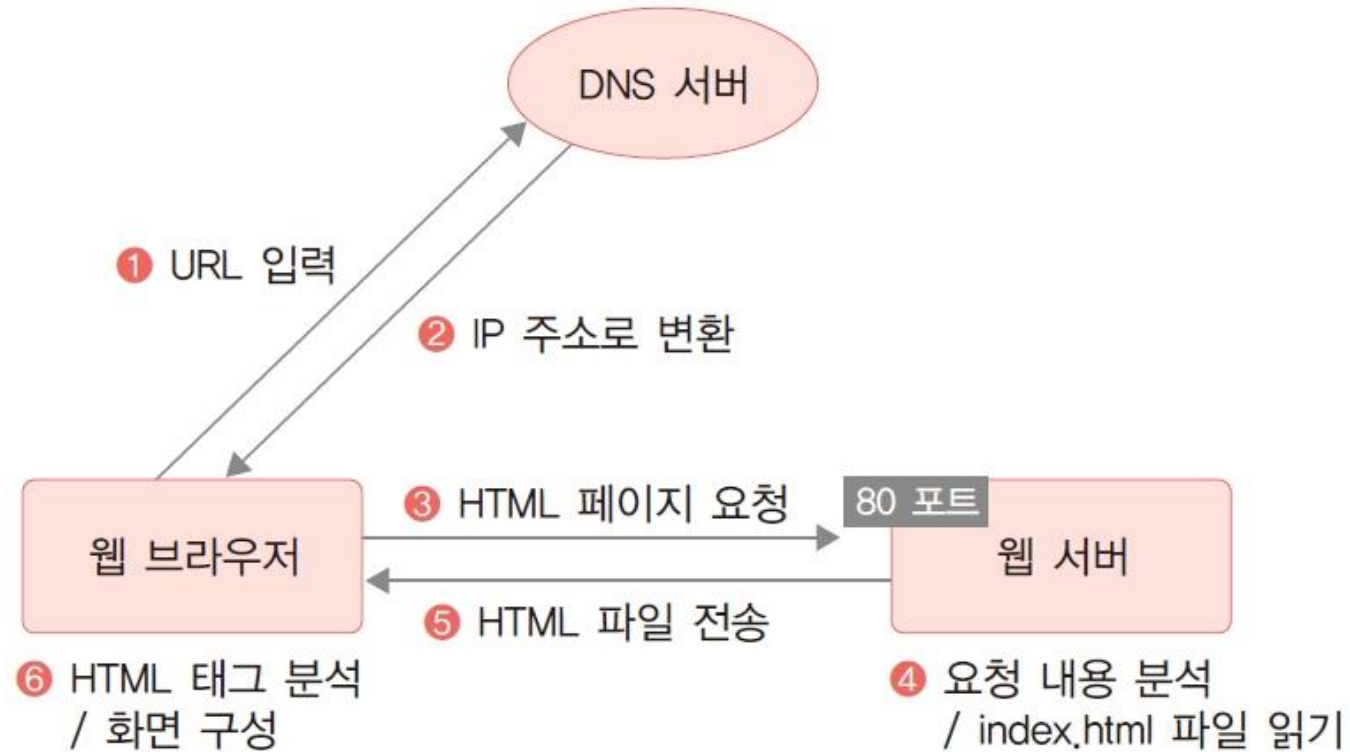 DNS 서버
❶ URL 입력
❷ IP 주소로 변환
❸ HTML 페이지 요청
80 포트
웹 브라우저
웹 서버
❺ HTML 파일 전송
❻ HTML 태그 분석
/ 화면 구성
❹ 요청 내용 분석
/ index.html 파일 읽기